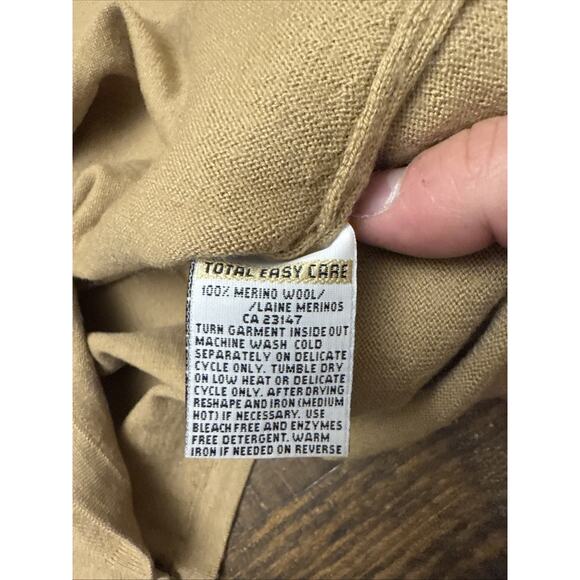 TOTAL EASY CARE
100% MERINO WOOL/
/LAINE MERINOS
CA 23147
TURN GARMENT INSIDE OUT
MACHINE WASH COLD
SEPARATELY ON DELICATE
CYCLE ONLY. TUMBLE DRY
ON LOW HEAT OR DELICATE
CYCLE ONLY. AFTER DRYING
RESHAPE AND IRON (MEDIUM
HOT) IF NECESSARY. USE
BLEACH FREE AND ENZYMES
FREE DETERGENT. WARM
IRON IF NEEDED ON REVERSE